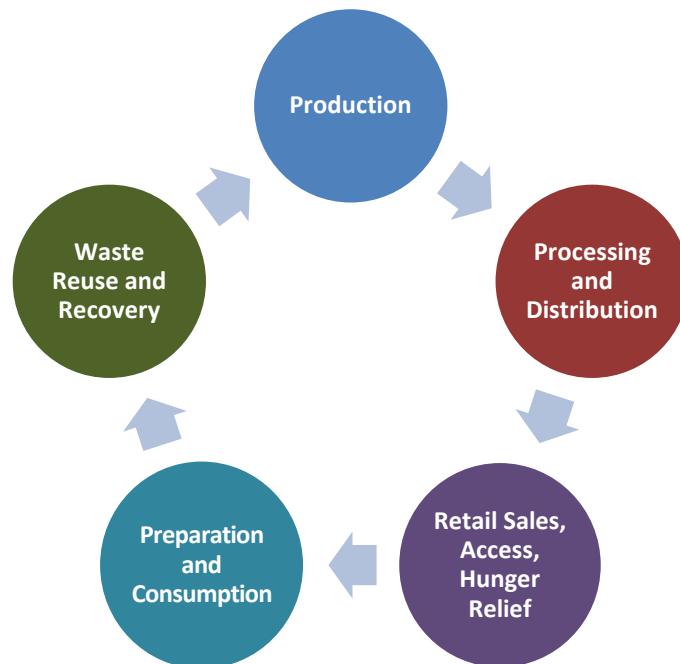 Production
Processing
and
Distribution
Retail Sales,
Access,
Hunger
Relief
Preparation
and
Consumption
Waste
Reuse and
Recovery